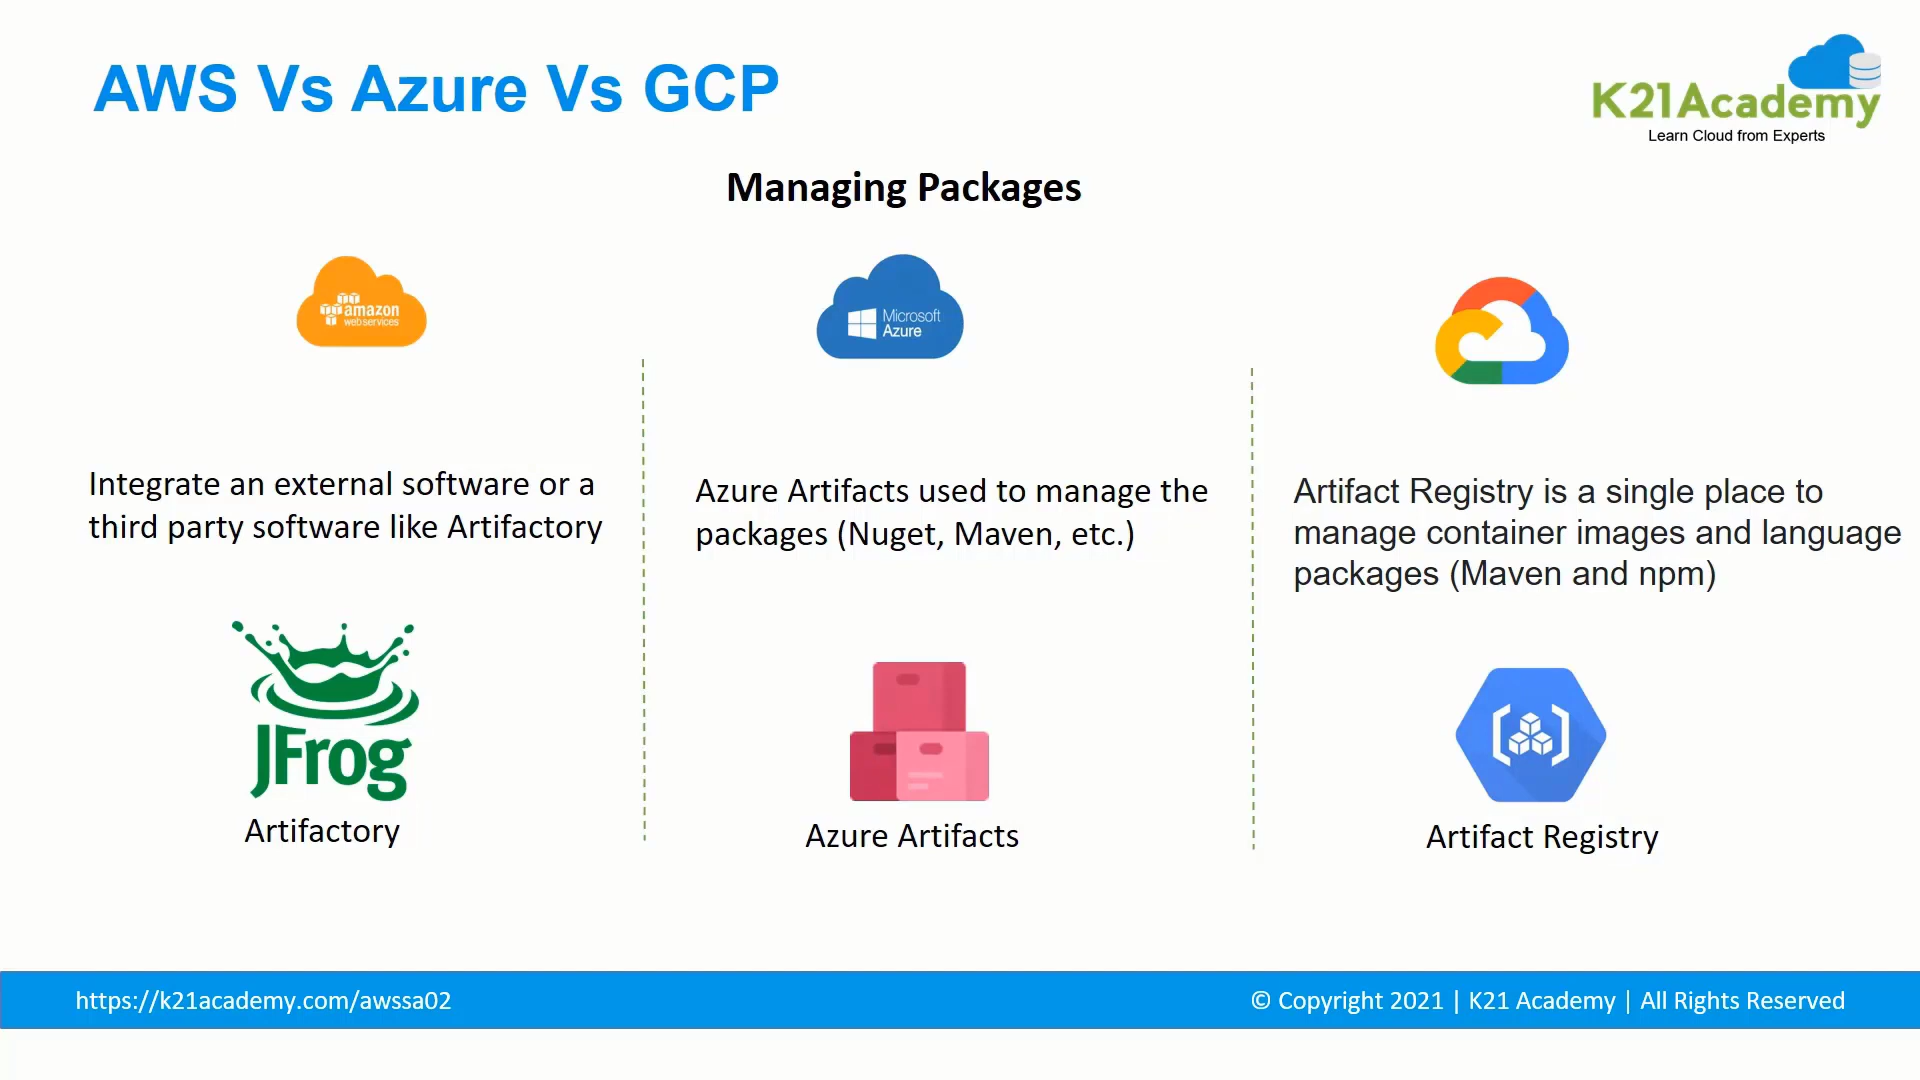 AWS Vs Azure Vs GCP
K21Academy
Learn Cloud from Experts
Managing Packages
amazon
webservices
Microsoft
Azure
Integrate an external software or a
third party software like Artifactory
Azure Artifacts used to manage the
packages (Nuget, Maven, etc.)
Artifact Registry is a single place to
manage container images and language
packages (Maven and npm)
JFrog
Artifactory
Azure Artifacts
Artifact Registry
https://k21academy.com/awssa02
© Copyright 2021 | K21 Academy | All Rights Reserved